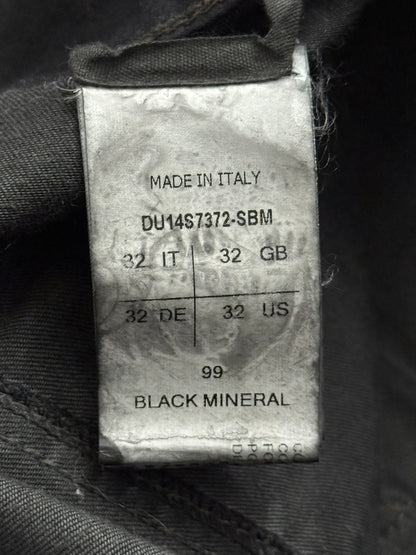 MADE IN ITALY
DU14S7372-SBM
32 IT 32 GB
32 DE 32 US
99
BLACK MINERAL